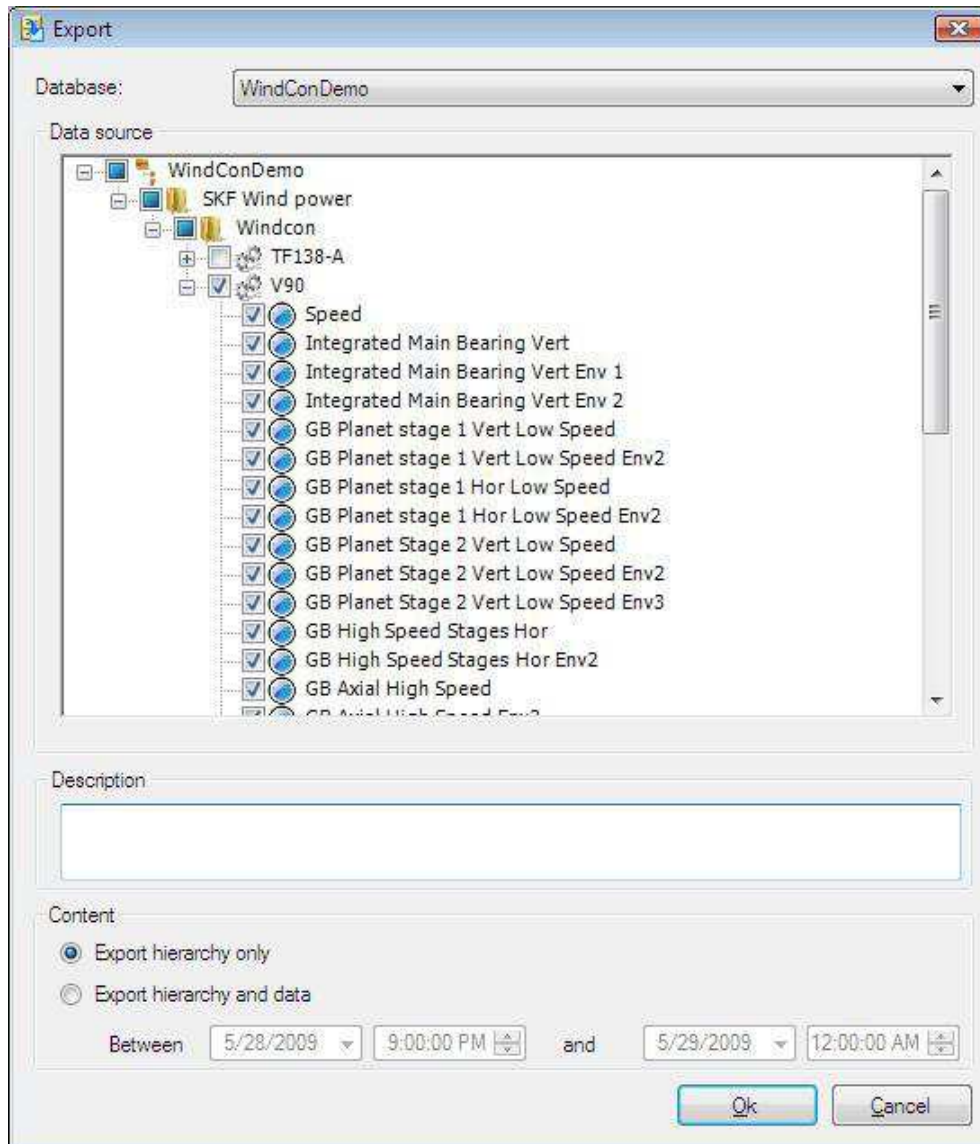 Export
Database:
WindConDemo
Data source
WindConDemo
SKF Wind power
Windcon
TF138-A
V90
Speed
Integrated Main Bearing Vert
Integrated Main Bearing Vert Env 1
Integrated Main Bearing Vert Env 2
GB Planet stage 1 Vert Low Speed
GB Planet stage 1 Vert Low Speed Env2
GB Planet stage 1 Hor Low Speed
GB Planet stage 1 Hor Low Speed Env2
GB Planet Stage 2 Vert Low Speed
GB Planet Stage 2 Vert Low Speed Env2
GB Planet Stage 2 Vert Low Speed Env3
GB High Speed Stages Hor
GB High Speed Stages Hor Env2
GB Axial High Speed
GB Axial High Speed
Description
Content
Export hierarchy only
Export hierarchy and data
Between 5/28/2009 9:00:00 PM and 5/29/2009 12:00:00 AM
Ok Cancel